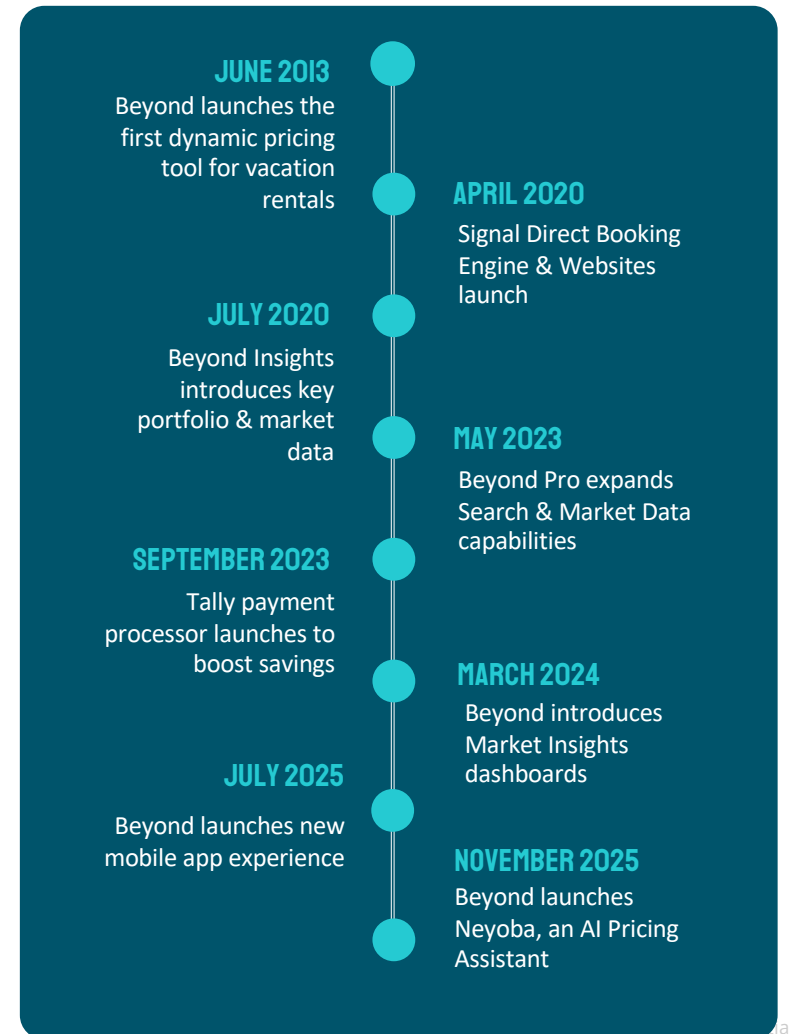 JUNE 2013
Beyond launches the
first dynamic pricing
tool for vacation
rentals
APRIL 2020
Signal Direct Booking
Engine & Websites
launch
JULY 2020
Beyond Insights
introduces key
portfolio & market
data
MAY 2023
Beyond Pro expands
Search & Market Data
capabilities
SEPTEMBER 2023
Tally payment
processor launches to
boost savings
MARCH 2024
Beyond introduces
Market Insights
dashboards
JULY 2025
Beyond launches new
mobile app experience
NOVEMBER 2025
Beyond launches
Neyoba, an AI Pricing
Assistant